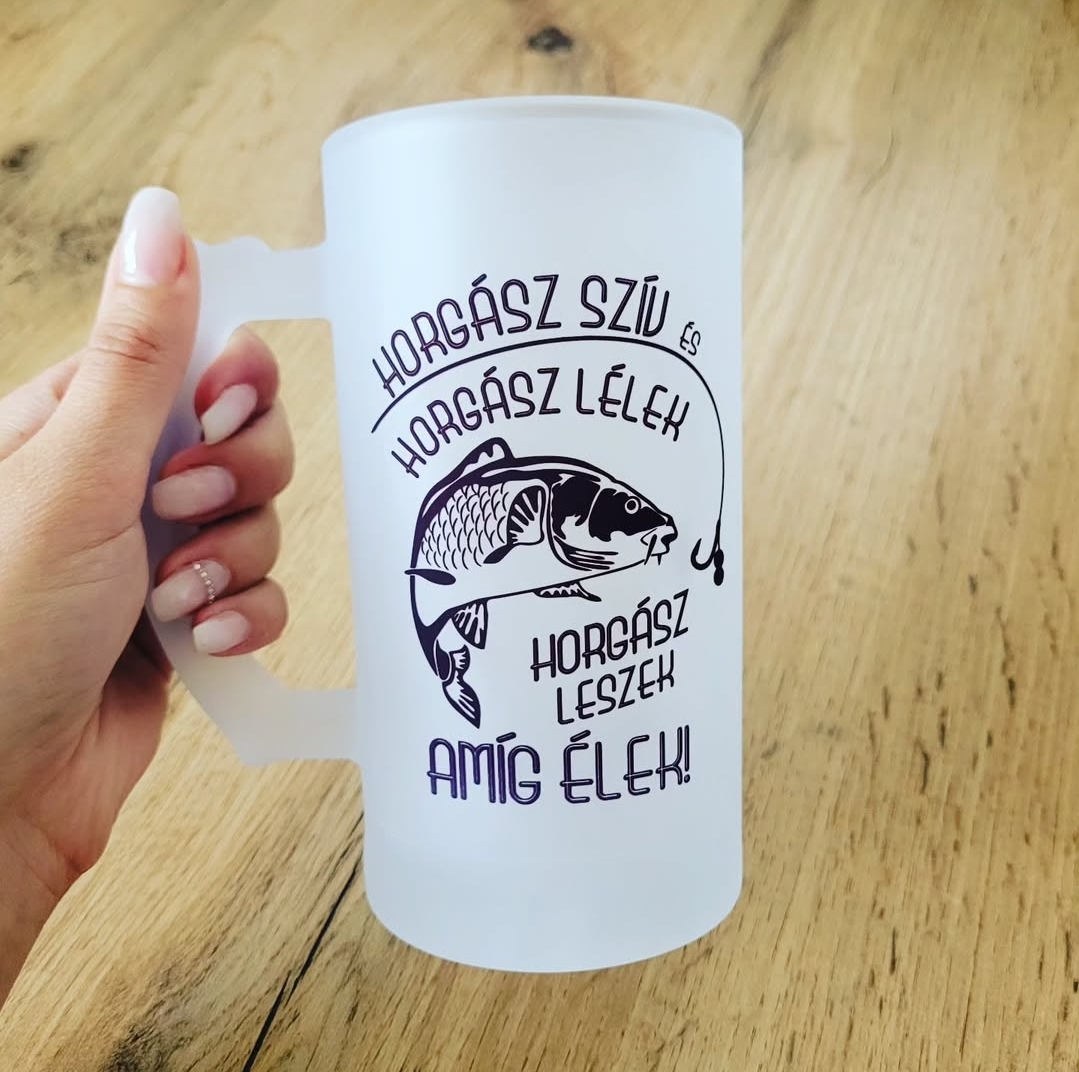 HORGÁSZ SZÍV ÉS
HORGÁSZ LÉLEK
HORGÁSZ
LESZEK
AMÍG ÉLEK!